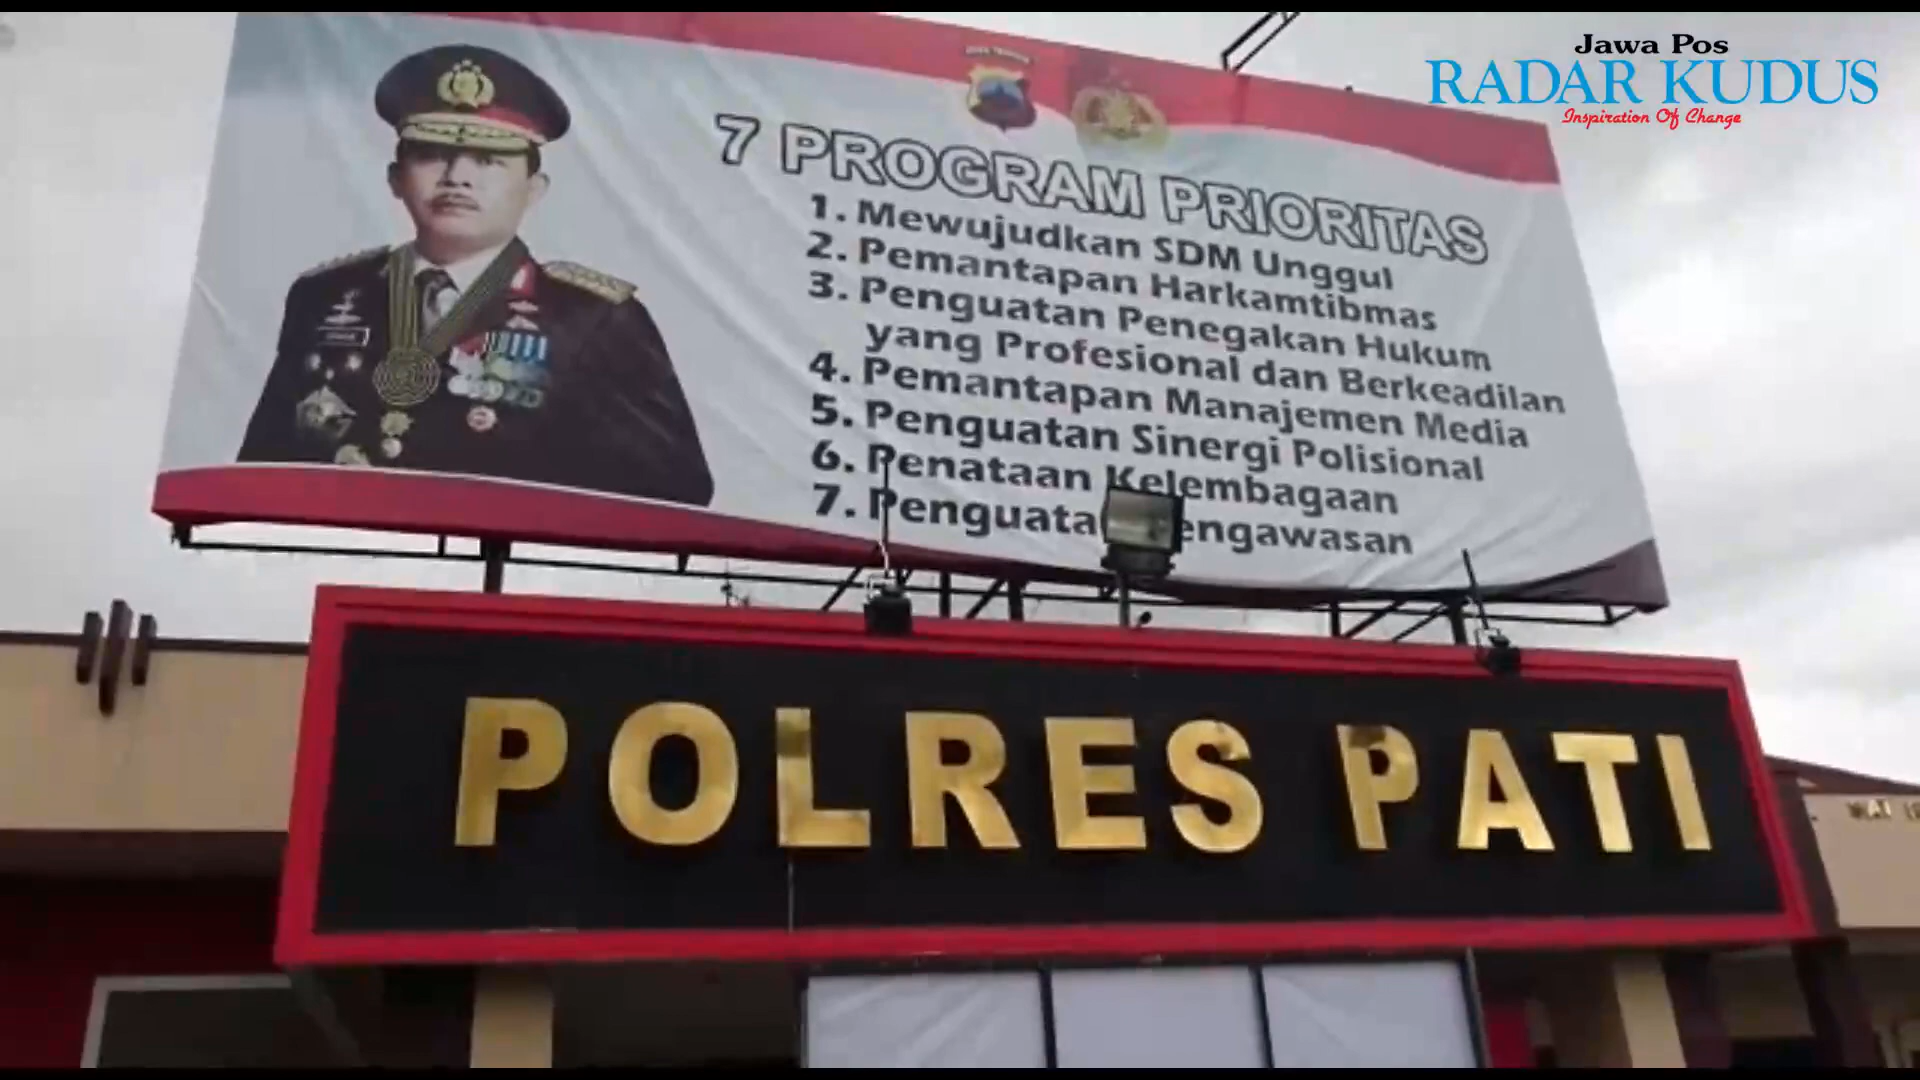 Jawa Pos
RADAR KUDUS
Inspiration Of Change
7 PROGRAM PRIORITAS
1. Mewujudkan SDM Unggul
2. Pemantapan Harkamtibmas
3. Penguatan Penegakan Hukum
yang Profesional dan Berkeadilan
4. Pemantapan Manajemen Media
5. Penguatan Sinergi Polisional
6. Penataan Kelembagaan
7. Penguatan Pengawasan
POLRES PATI